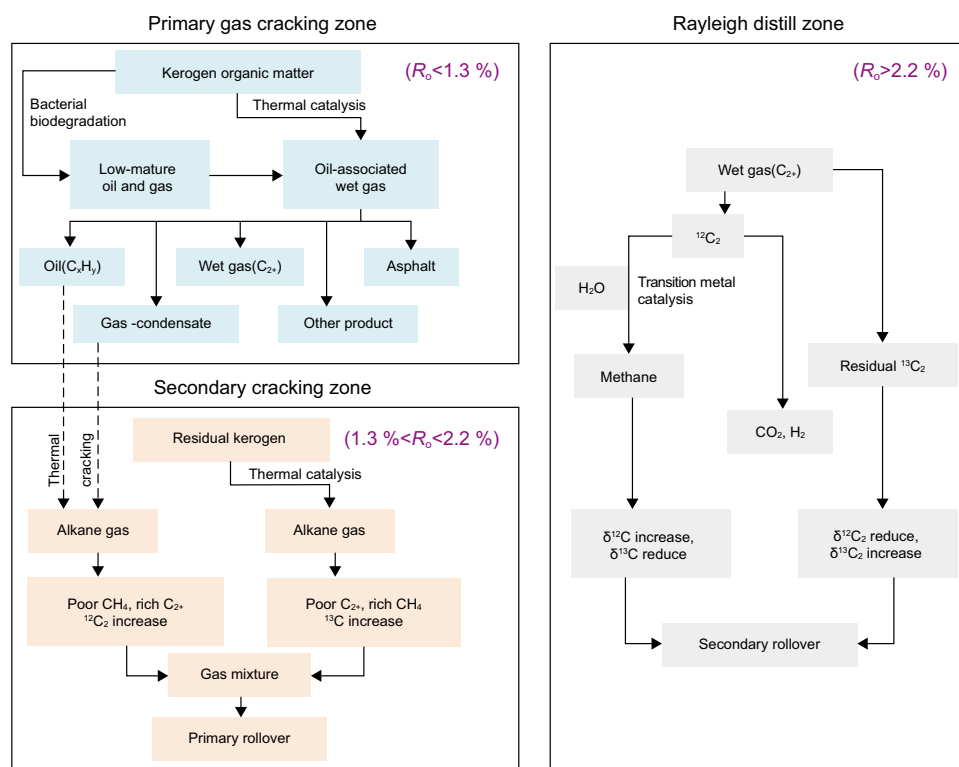 Primary gas cracking zone
Kerogen organic matter
(Rₒ<1.3 %)
Bacterial
biodegradation
Thermal catalysis
Low-mature
oil and gas
Oil-associated
wet gas
Oil(CₓHᵧ)
Wet gas(C₂₊)
Asphalt
Gas -condensate
Other product
Secondary cracking zone
Residual kerogen
(1.3 %<Rₒ<2.2 %)
Thermal catalysis
Thermal
cracking
Alkane gas
Alkane gas
Poor CH₄, rich C₂₊
¹²C₂ increase
Poor C₂₊, rich CH₄
¹³C increase
Gas mixture
Primary rollover
Rayleigh distill zone
(Rₒ>2.2 %)
Wet gas(C₂₊)
¹²C₂
H₂O
Transition metal
catalysis
Methane
Residual ¹³C₂
CO₂, H₂
δ¹²C increase,
δ¹³C reduce
δ¹²C₂ reduce,
δ¹³C₂ increase
Secondary rollover